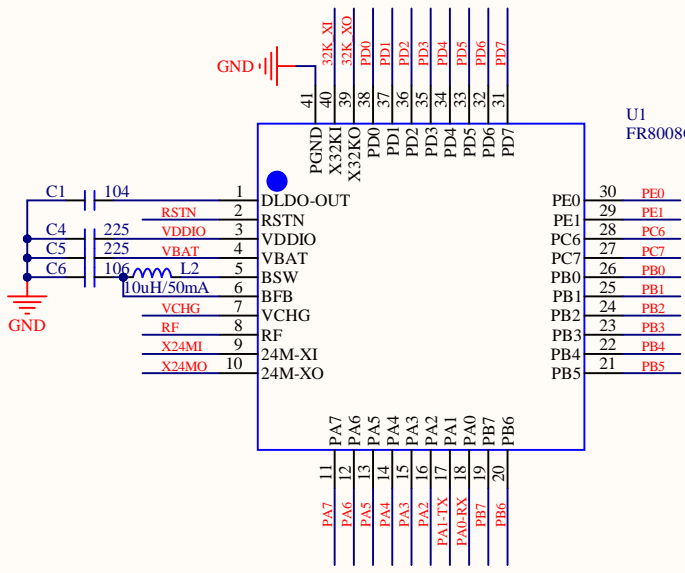 32K_XI
32K_XO
PD0
PD1
PD2
PD3
PD4
PD5
PD6
PD7
GND
41
40
39
38
37
36
35
34
33
32
31
U1
FR8008
PGND
X32KI
X32KO
PD0
PD1
PD2
PD3
PD4
PD5
PD6
PD7
C1 104 1 DLDO-OUT
RSTN 2 RSTN
C4 225 VDDIO 3 VDDIO
C5 225 VBAT 4 VBAT
C6 106 L2 5 BSW
10uH/50mA 6 BFB
VCHG 7 VCHG
RF 8 RF
X24MI 9 24M-XI
X24MO 10 24M-XO
GND
PE0 30 PE0
PE1 29 PE1
PC6 28 PC6
PC7 27 PC7
PB0 26 PB0
PB1 25 PB1
PB2 24 PB2
PB3 23 PB3
PB4 22 PB4
PB5 21 PB5
PA7
PA6
PA5
PA4
PA3
PA2
PA1
PA0
PB7
PB6
11
12
13
14
15
16
17
18
19
20
PA7
PA6
PA5
PA4
PA3
PA2
PA1-TX
PA0-RX
PB7
PB6